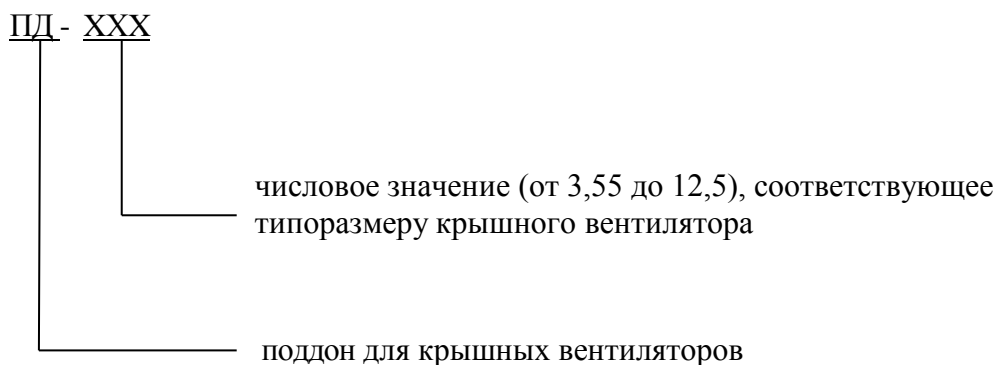 ПД - ХХХ
числовое значение (от 3,55 до 12,5), соответствующее
типоразмеру крышного вентилятора
поддон для крышных вентиляторов